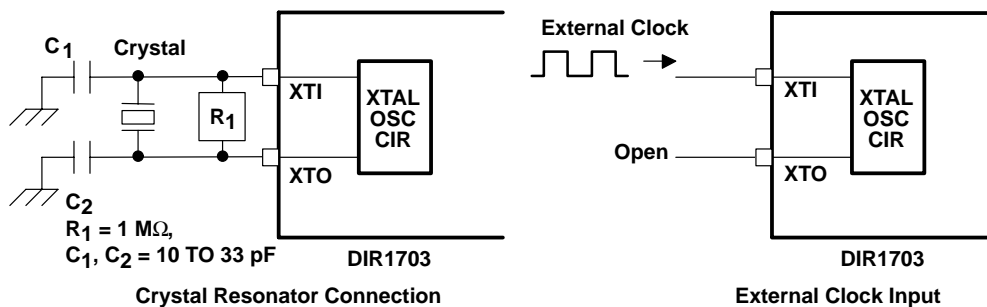 C1
Crystal
R1
XTI
XTO
XTAL
OSC
CIR
C2
R1 = 1 MΩ,
C1, C2 = 10 TO 33 pF
DIR1703
Crystal Resonator Connection
External Clock
XTI
Open
XTO
XTAL
OSC
CIR
DIR1703
External Clock Input